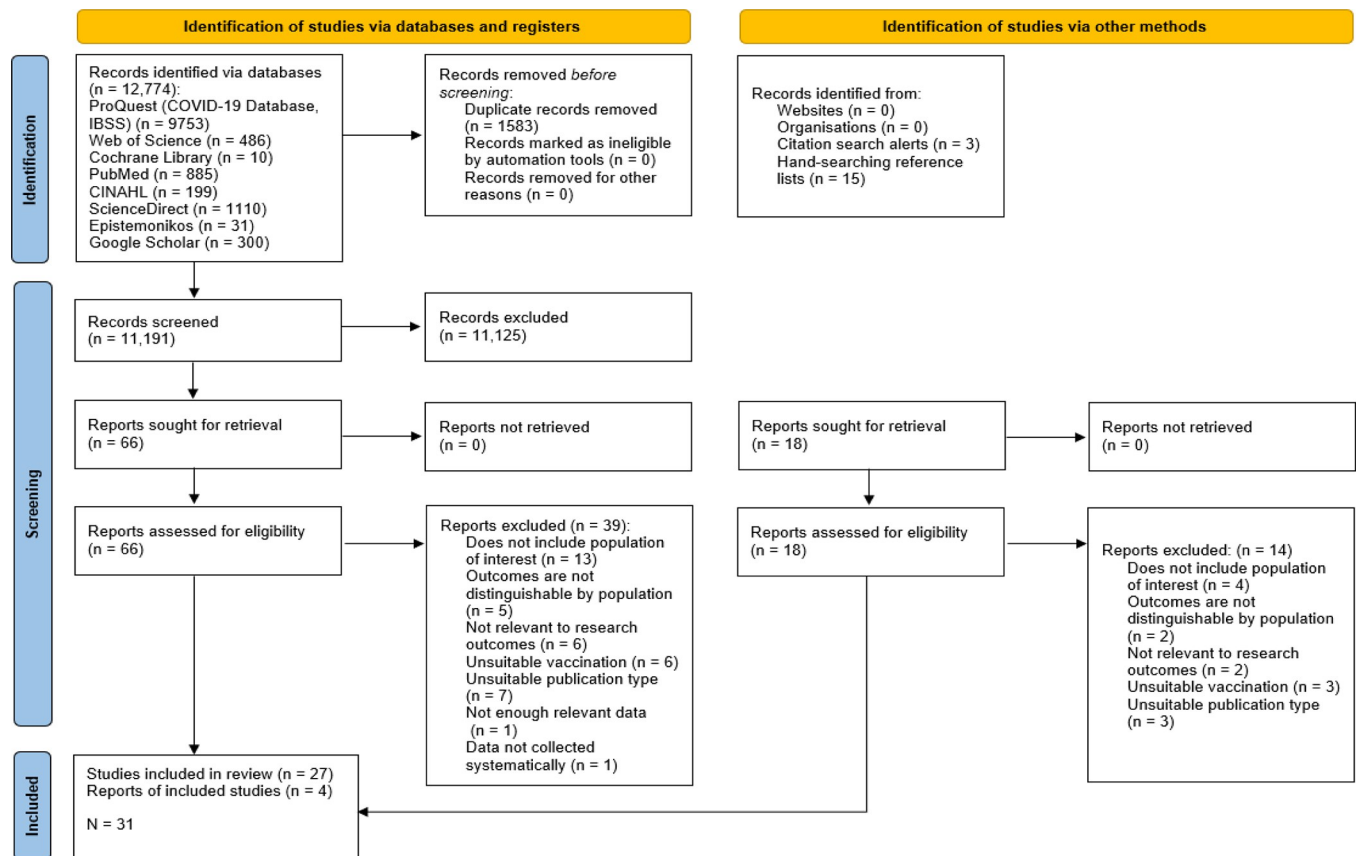 Identification of studies via databases and registers
Identification of studies via other methods
Identification
Records identified via databases
(n = 12,774):
ProQuest (COVID-19 Database,
IBSS) (n = 9753)
Web of Science (n = 486)
Cochrane Library (n = 10)
PubMed (n = 885)
CINAHL (n = 199)
ScienceDirect (n = 1110)
Epistemonikos (n = 31)
Google Scholar (n = 300)
Records removed before
screening:
Duplicate records removed
(n = 1583)
Records marked as ineligible
by automation tools (n = 0)
Records removed for other
reasons (n = 0)
Records identified from:
Websites (n = 0)
Organisations (n = 0)
Citation search alerts (n = 3)
Hand-searching reference
lists (n = 15)
Screening
Records screened
(n = 11,191)
Records excluded
(n = 11,125)
Reports sought for retrieval
(n = 66)
Reports not retrieved
(n = 0)
Reports sought for retrieval
(n = 18)
Reports not retrieved
(n = 0)
Reports assessed for eligibility
(n = 66)
Reports excluded (n = 39):
Does not include population
of interest (n = 13)
Outcomes are not
distinguishable by population
(n = 5)
Not relevant to research
outcomes (n = 6)
Unsuitable vaccination (n = 6)
Unsuitable publication type
(n = 7)
Not enough relevant data
(n = 1)
Data not collected
systematically (n = 1)
Reports assessed for eligibility
(n = 18)
Reports excluded: (n = 14)
Does not include population
of interest (n = 4)
Outcomes are not
distinguishable by population
(n = 2)
Not relevant to research
outcomes (n = 2)
Unsuitable vaccination (n = 3)
Unsuitable publication type
(n = 3)
Included
Studies included in review (n = 27)
Reports of included studies (n = 4)
N = 31